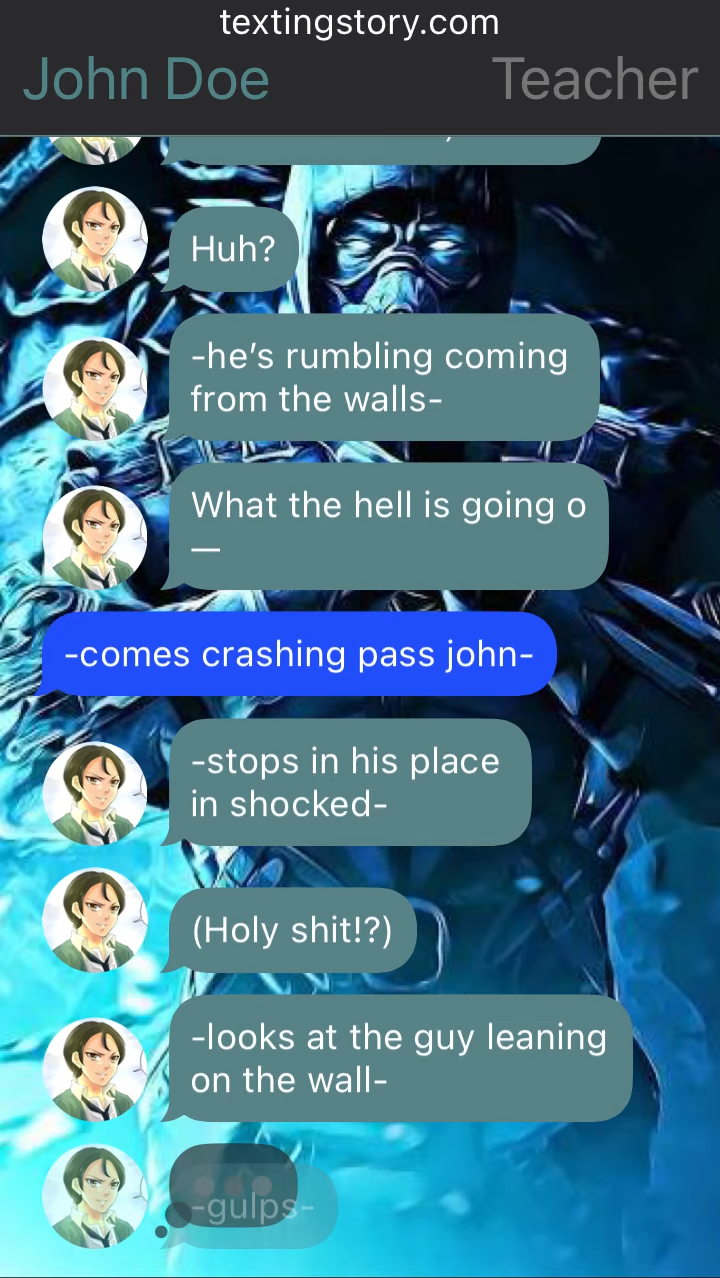 textingstory.com
John Doe
Teacher
Huh?
-he’s rumbling coming
from the walls-
What the hell is going o
—
-comes crashing pass john-
-stops in his place
in shocked-
(Holy shit!?)
-looks at the guy leaning
on the wall-
-gulps-